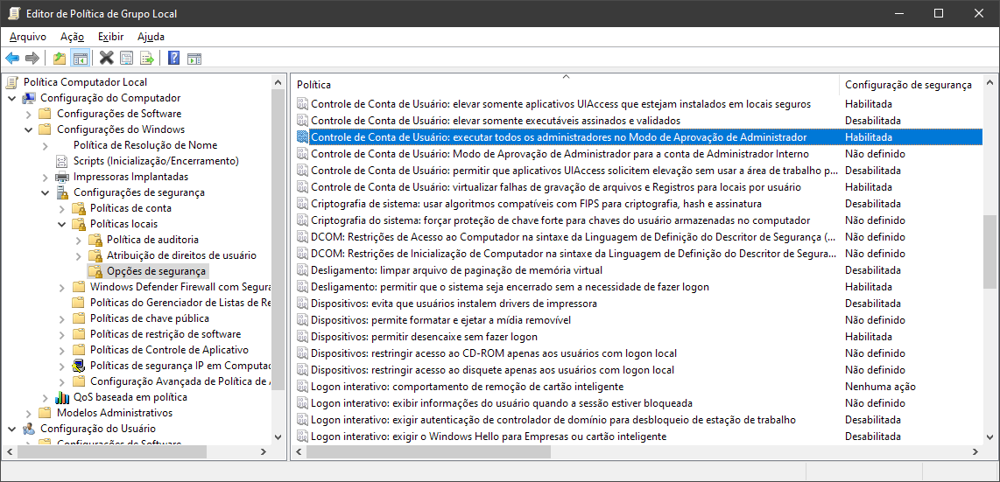 Editor de Política de Grupo Local
Arquivo Ação Exibir Ajuda
Política Computador Local
Configuração do Computador
Configurações de Software
Configurações do Windows
Política de Resolução de Nome
Scripts (Inicialização/Encerramento)
Impressoras Implantadas
Configurações de segurança
Políticas de conta
Políticas locais
Política de auditoria
Atribuição de direitos de usuário
Opções de segurança
Windows Defender Firewall com Segura
Políticas do Gerenciador de Listas de Re
Políticas de chave pública
Políticas de restrição de software
Políticas de Controle de Aplicativo
Políticas de segurança IP em Computad
Configuração Avançada de Política de A
QoS baseada em política
Modelos Administrativos
Configuração do Usuário
Configurações de Software
Política Configuração de segurança
Controle de Conta de Usuário: elevar somente aplicativos UIAccess que estejam instalados em locais seguros Habilitada
Controle de Conta de Usuário: elevar somente executáveis assinados e validados Desabilitada
Controle de Conta de Usuário: executar todos os administradores no Modo de Aprovação de Administrador Habilitada
Controle de Conta de Usuário: Modo de Aprovação de Administrador para a conta de Administrador Interno Não definido
Controle de Conta de Usuário: permitir que aplicativos UIAccess solicitem elevação sem usar a área de trabalho p... Desabilitada
Controle de Conta de Usuário: virtualizar falhas de gravação de arquivos e Registros para locais por usuário Habilitada
Criptografia de sistema: usar algoritmos compatíveis com FIPS para criptografia, hash e assinatura Desabilitada
Criptografia do sistema: forçar proteção de chave forte para chaves do usuário armazenadas no computador Não definido
DCOM: Restrições de Acesso ao Computador na sintaxe da Linguagem de Definição do Descritor de Segurança (... Não definido
DCOM: Restrições de Inicialização de Computador na sintaxe da Linguagem de Definição do Descritor de Segura... Não definido
Desligamento: limpar arquivo de paginação de memória virtual Desabilitada
Desligamento: permitir que o sistema seja encerrado sem a necessidade de fazer logon Habilitada
Dispositivos: evita que usuários instalem drivers de impressora Desabilitada
Dispositivos: permite formatar e ejetar a mídia removível Não definido
Dispositivos: permitir desencaixe sem fazer logon Habilitada
Dispositivos: restringir acesso ao CD-ROM apenas aos usuários com logon local Não definido
Dispositivos: restringir acesso ao disquete apenas aos usuários com logon local Não definido
Logon interativo: comportamento de remoção de cartão inteligente Nenhuma ação
Logon interativo: exibir informações do usuário quando a sessão estiver bloqueada Não definido
Logon interativo: exigir autenticação de controlador de domínio para desbloqueio de estação de trabalho Desabilitada
Logon interativo: exigir o Windows Hello para Empresas ou cartão inteligente Desabilitada